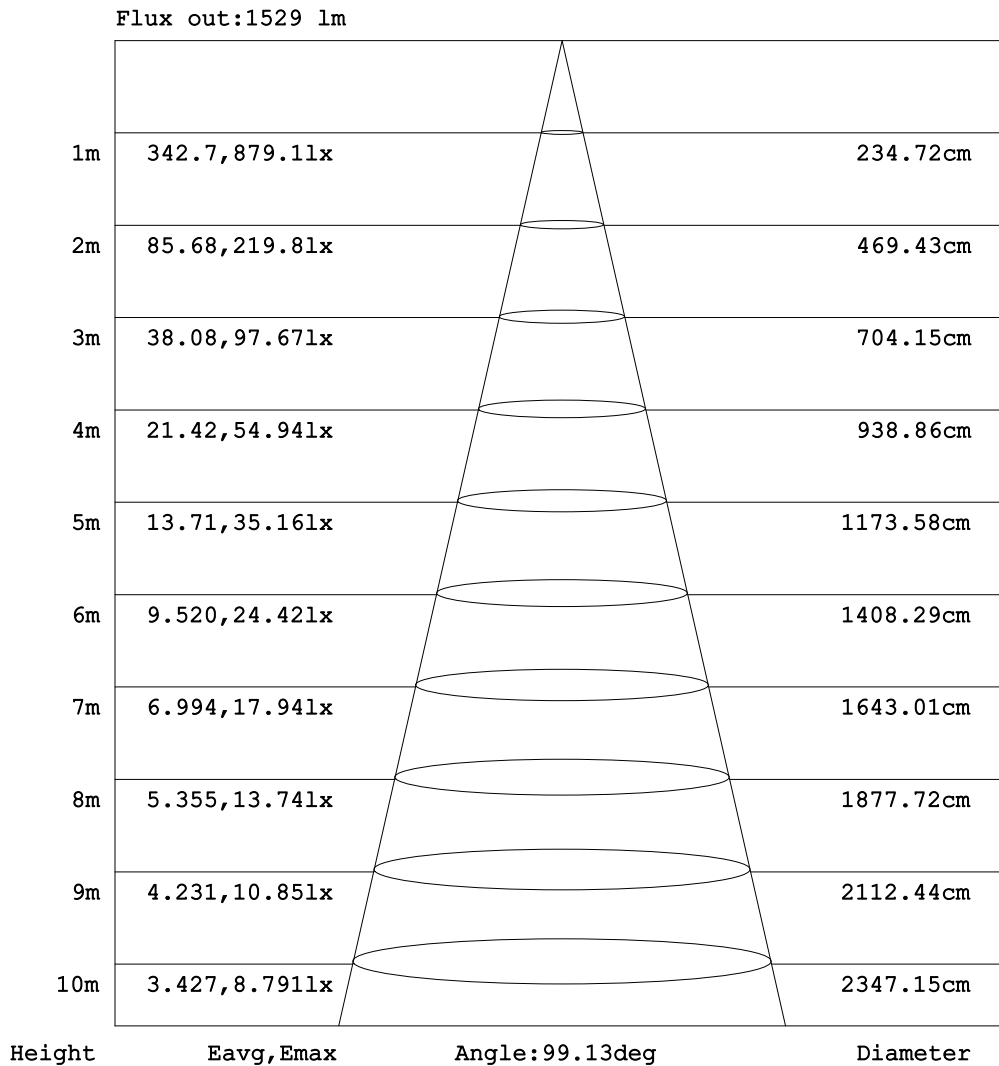 Flux out:1529 lm
1m 342.7,879.1lx 234.72cm
2m 85.68,219.8lx 469.43cm
3m 38.08,97.67lx 704.15cm
4m 21.42,54.94lx 938.86cm
5m 13.71,35.16lx 1173.58cm
6m 9.520,24.42lx 1408.29cm
7m 6.994,17.94lx 1643.01cm
8m 5.355,13.74lx 1877.72cm
9m 4.231,10.85lx 2112.44cm
10m 3.427,8.791lx 2347.15cm
Height Eavg,Emax Angle:99.13deg Diameter